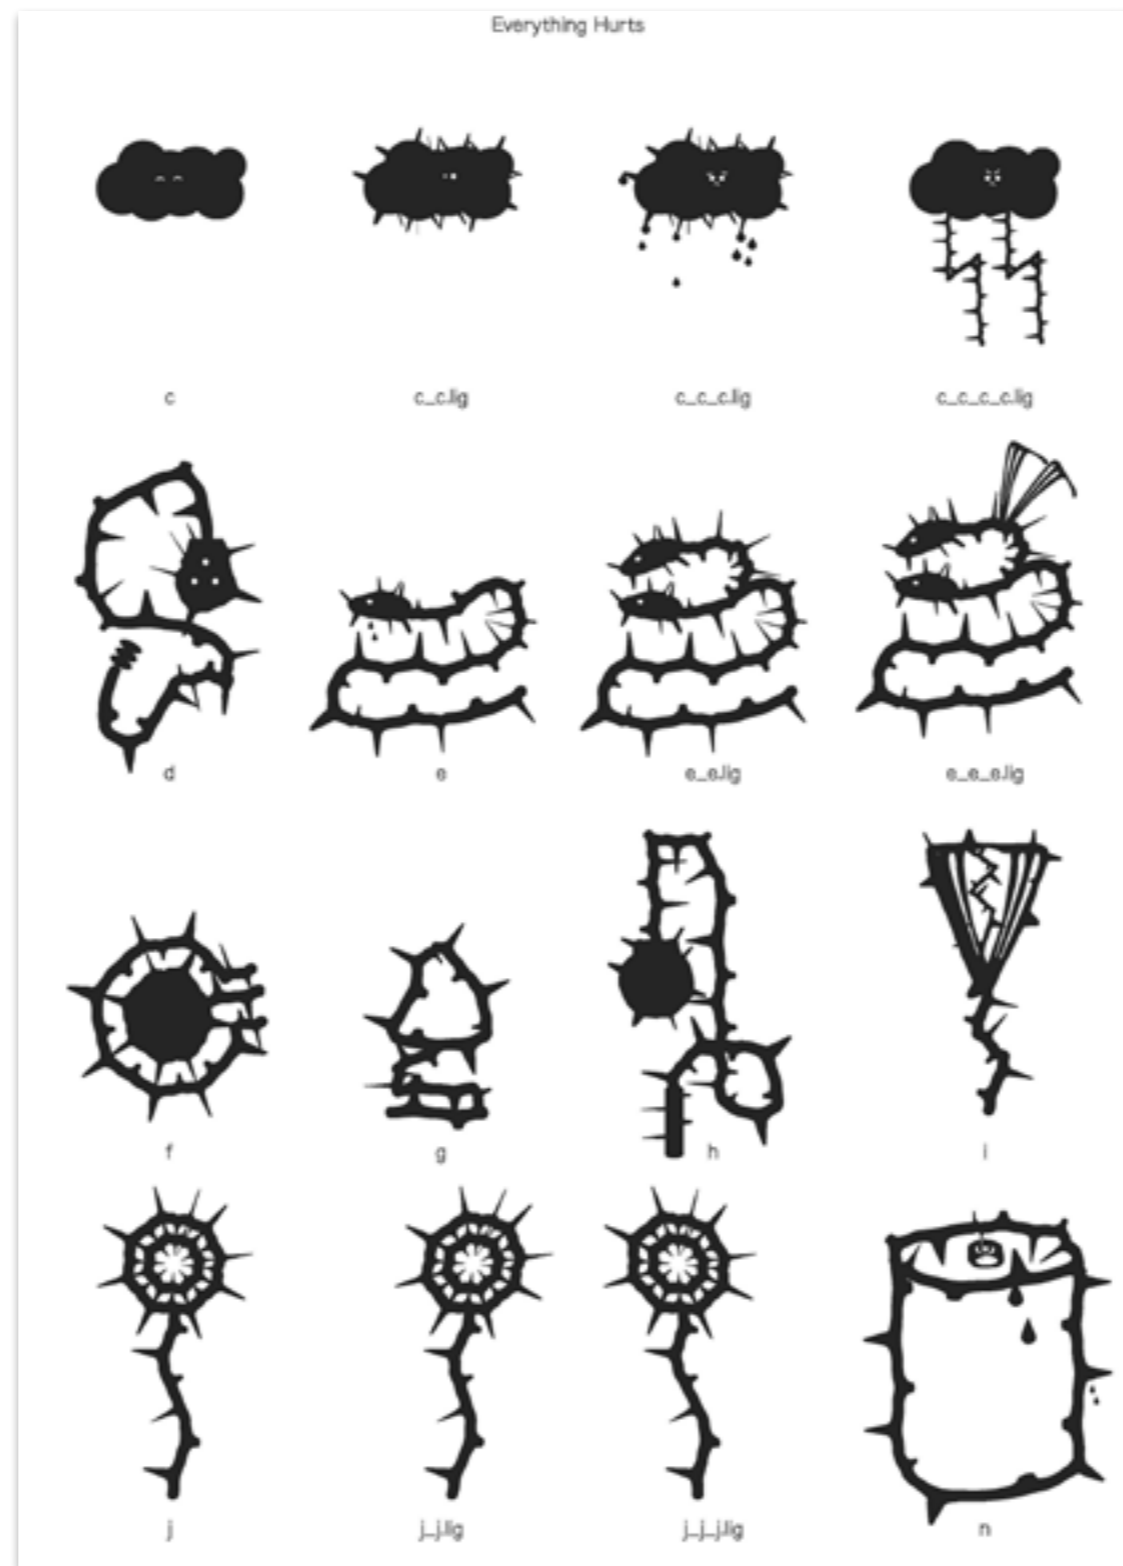 Everything Hurts
c c_c.lig c_c_c.lig c_c_c_c.lig
d e e_e.lig e_e_e.lig
f g h i
j j_j.lig j_j_j.lig n